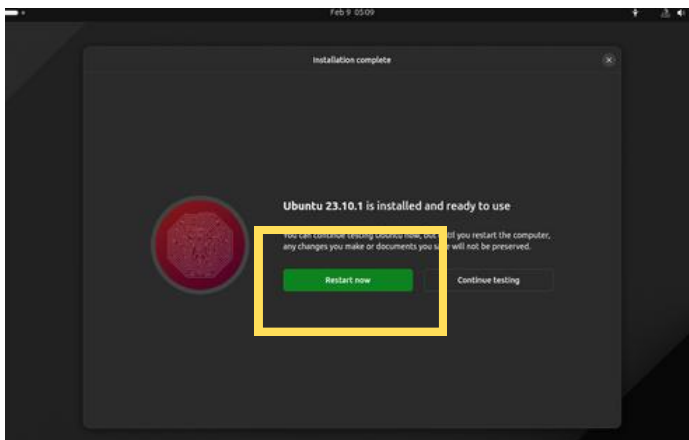 Feb 9 05:09
Installation complete
Ubuntu 23.10.1 is installed and ready to use
You can continue testing Ubuntu now, but until you restart the computer,
any changes you make or documents you save will not be preserved.
Restart now
Continue testing